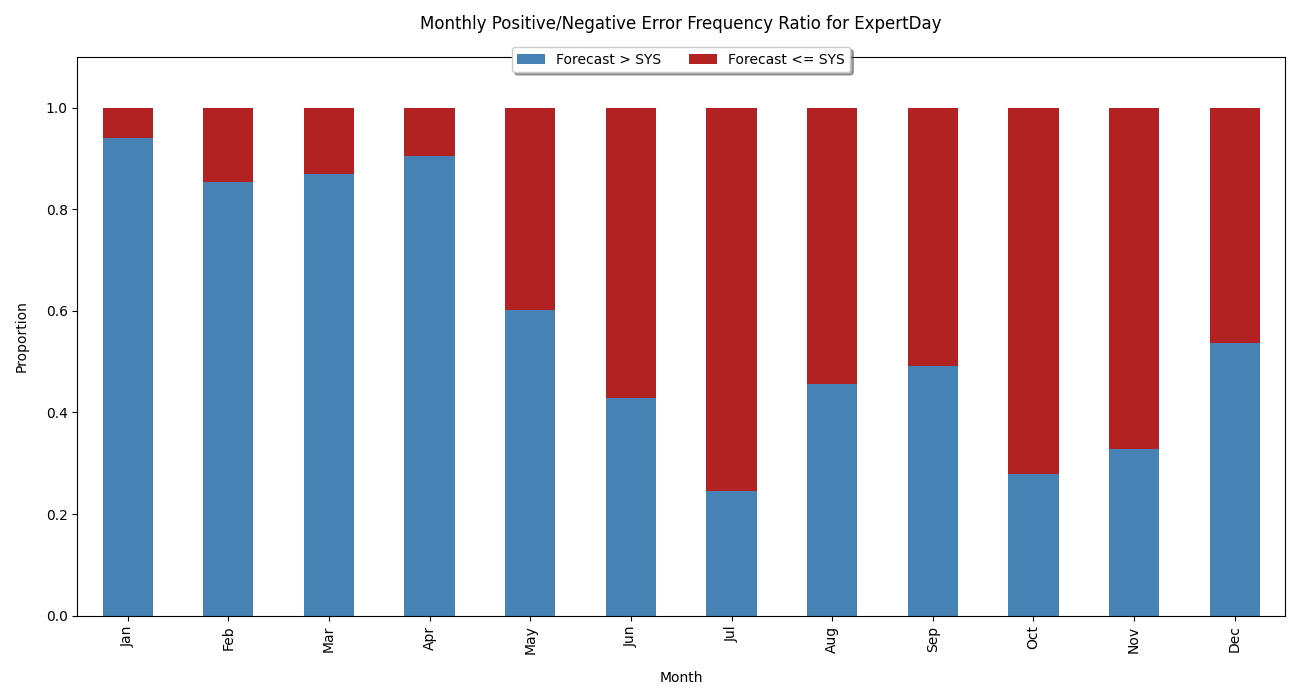 Monthly Positive/Negative Error Frequency Ratio for ExpertDay
Forecast > SYS
Forecast <= SYS
1.0
0.8
0.6
0.4
0.2
0.0
Proportion
Jan
Feb
Mar
Apr
May
Jun
Jul
Aug
Sep
Oct
Nov
Dec
Month